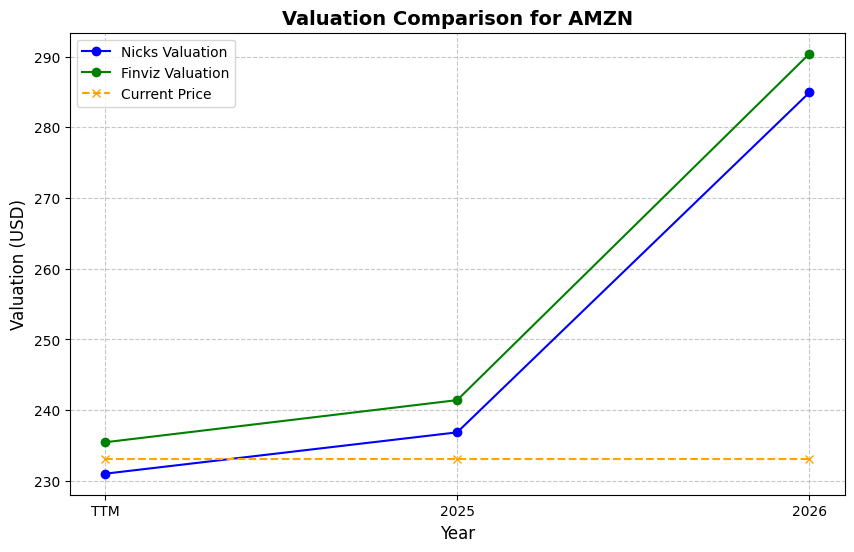 Valuation Comparison for AMZN
Nicks Valuation
Finviz Valuation
Current Price
Valuation (USD)
290
280
270
260
250
240
230
TTM
2025
2026
Year